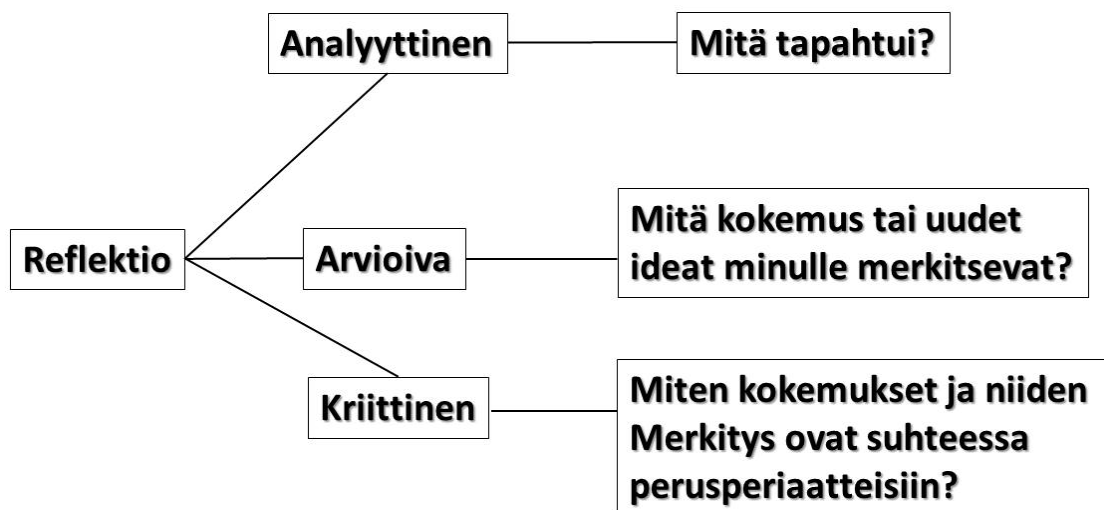 Analyyttinen
Mitä tapahtui?
Reflektio
Arvioiva
Mitä kokemus tai uudet
ideat minulle merkitsevat?
Kriittinen
Miten kokemukset ja niiden
Merkitys ovat suhteessa
perusperiaatteisiin?